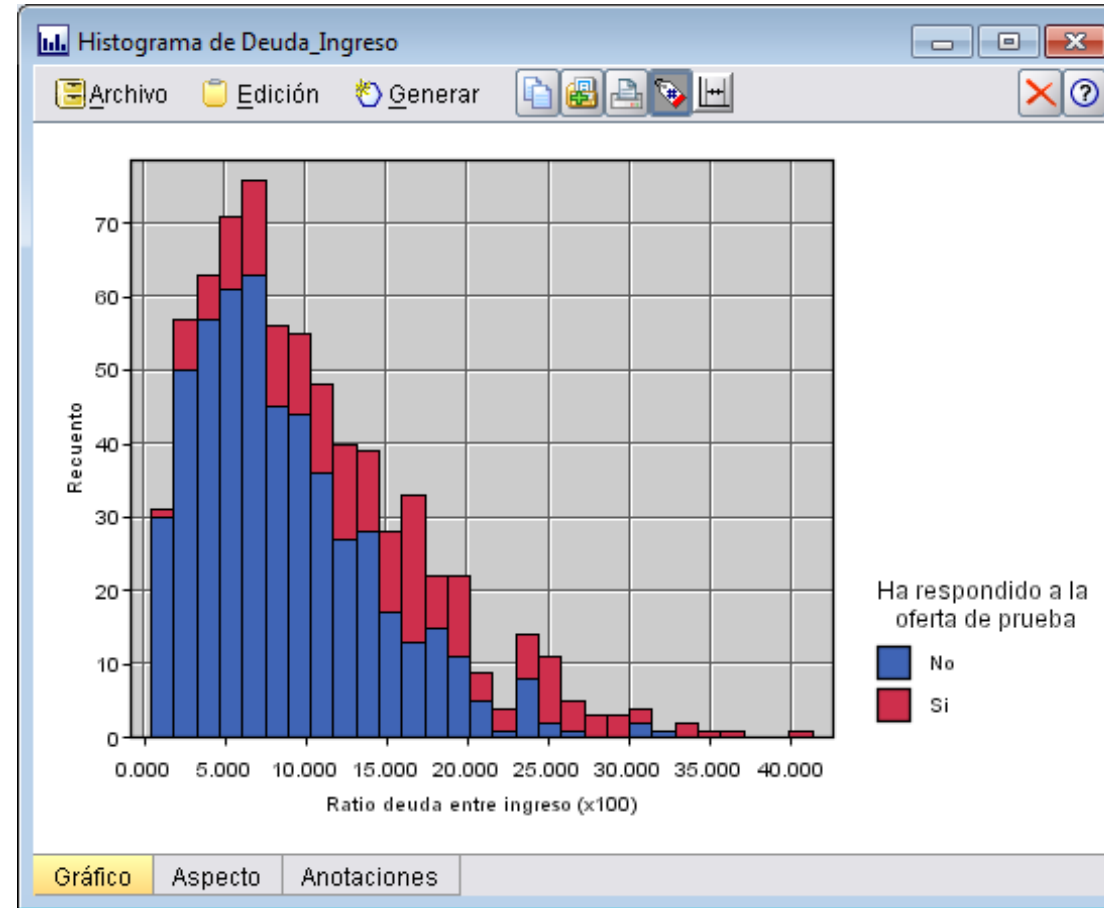 Histograma de Deuda_Ingreso
Archivo Edición Generar
70
60
50
40
30
20
10
0
Recuento
0.000 5.000 10.000 15.000 20.000 25.000 30.000 35.000 40.000
Ratio deuda entre ingreso (x100)
Ha respondido a la
oferta de prueba
No
Si
Gráfico Aspecto Anotaciones